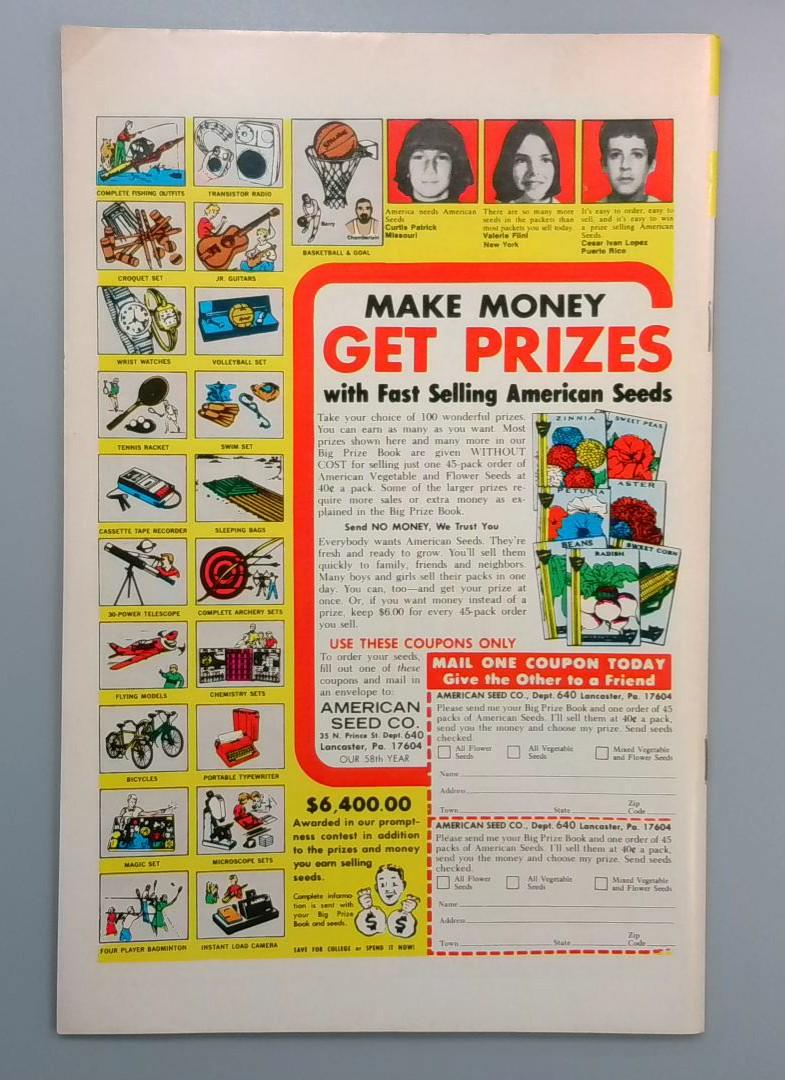 COMPLETE FISHING OUTFITS
TRANSISTOR RADIO
CROQUET SET
JR. GUITARS
WRIST WATCHES
VOLLEYBALL SET
TENNIS RACKET
SWIM SET
CASSETTE TAPE RECORDER
SLEEPING BAGS
30-POWER TELESCOPE
COMPLETE ARCHERY SETS
FLYING MODELS
CHEMISTRY SETS
BICYCLES
PORTABLE TYPEWRITER
MAGIC SET
MICROSCOPE SETS
FOUR PLAYER BADMINTON
INSTANT LOAD CAMERA
SPALDING
Barry
Chamberlain
BASKETBALL & GOAL
America needs American
Seeds
Curtis Patrick
Missouri
There are so many more
seeds in the packets than
most packets you sell today.
Valerie Flini
New York
It's easy to order, easy to
sell, and it's easy to win
a prize selling American
Seeds.
Cesar Ivan Lopez
Puerto Rico
MAKE MONEY
GET PRIZES
with Fast Selling American Seeds
Take your choice of 100 wonderful prizes.
You can earn as many as you want. Most
prizes shown here and many more in our
Big Prize Book are given WITHOUT
COST for selling just one 45-pack order of
American Vegetable and Flower Seeds at
40¢ a pack. Some of the larger prizes re-
quire more sales or extra money as ex-
plained in the Big Prize Book.
Send NO MONEY, We Trust You
Everybody wants American Seeds. They're
fresh and ready to grow. You'll sell them
quickly to family, friends and neighbors.
Many boys and girls sell their packs in one
day. You can, too—and get your prize at
once. Or, if you want money instead of a
prize, keep $6.00 for every 45-pack order
you sell.
ZINNIA
SWEET PEAS
PETUNIA
ASTER
BEANS
RADISH
SWEET CORN
USE THESE COUPONS ONLY
To order your seeds,
fill out one of these
coupons and mail in
an envelope to:
AMERICAN
SEED CO.
35 N. Prince St. Dept. 640
Lancaster, Pa. 17604
OUR 58th YEAR
MAIL ONE COUPON TODAY
Give the Other to a Friend
AMERICAN SEED CO., Dept. 640 Lancaster, Pa. 17604
Please send me your Big Prize Book and one order of 45
packs of American Seeds. I'll sell them at 40¢ a pack,
send you the money and choose my prize. Send seeds
checked.
All Flower Seeds
All Vegetable Seeds
Mixed Vegetable and Flower Seeds
Name
Address
Town State Zip Code
AMERICAN SEED CO., Dept. 640 Lancaster, Pa. 17604
Please send me your Big Prize Book and one order of 45
packs of American Seeds. I'll sell them at 40¢ a pack,
send you the money and choose my prize. Send seeds
checked.
All Flower Seeds
All Vegetable Seeds
Mixed Vegetable and Flower Seeds
Name
Address
Town State Zip Code
$6,400.00
Awarded in our prompt-
ness contest in addition
to the prizes and money
you earn selling
seeds.
Complete informa-
tion is sent with
your Big Prize
Book and seeds.
$ $
SAVE FOR COLLEGE or SPEND IT NOW!